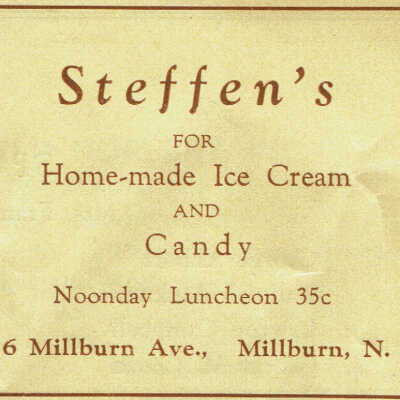 Steffen's
FOR
Home-made Ice Cream
AND
Candy
Noonday Luncheon 35c
6 Millburn Ave., Millburn, N.